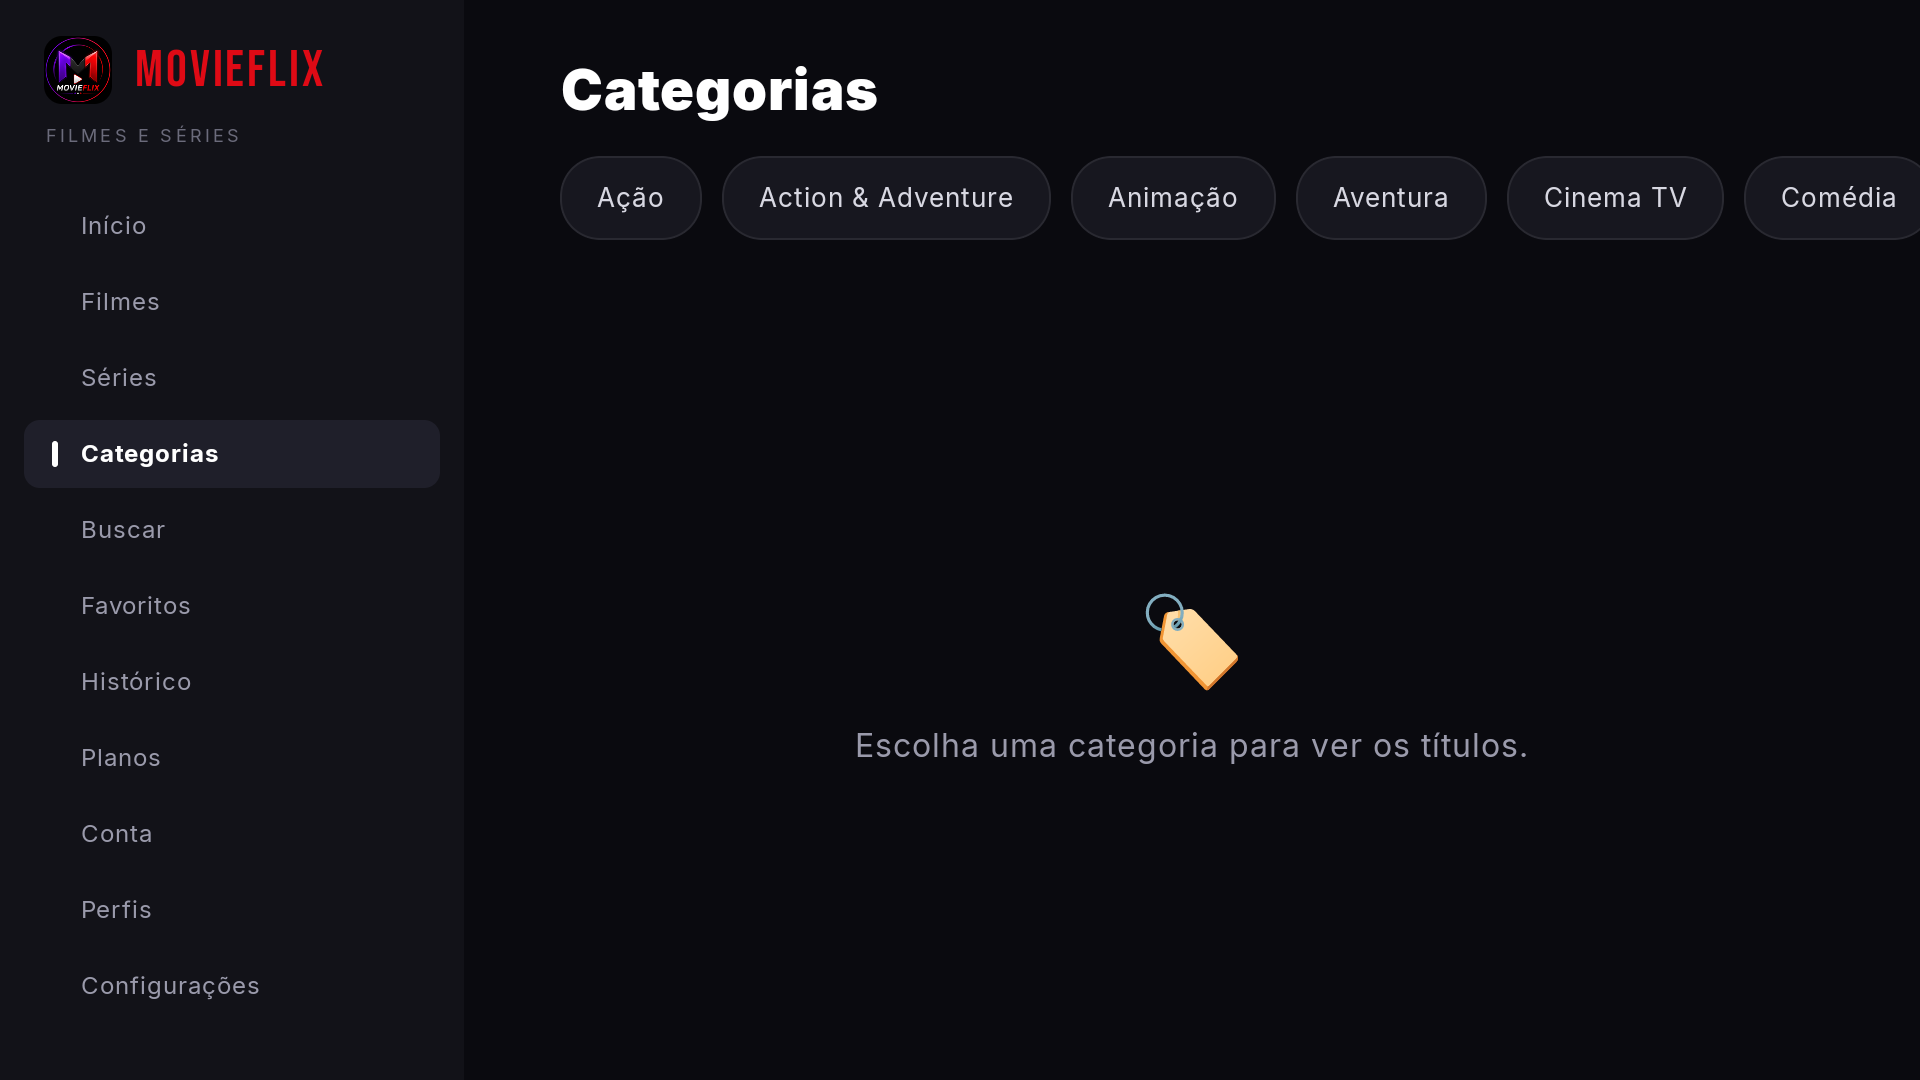 MOVIEFLIX
MOVIEFLIX
FILMES E SÉRIES
Início
Filmes
Séries
Categorias
Buscar
Favoritos
Histórico
Planos
Conta
Perfis
Configurações
Categorias
Ação
Action & Adventure
Animação
Aventura
Cinema TV
Comédia
Escolha uma categoria para ver os títulos.